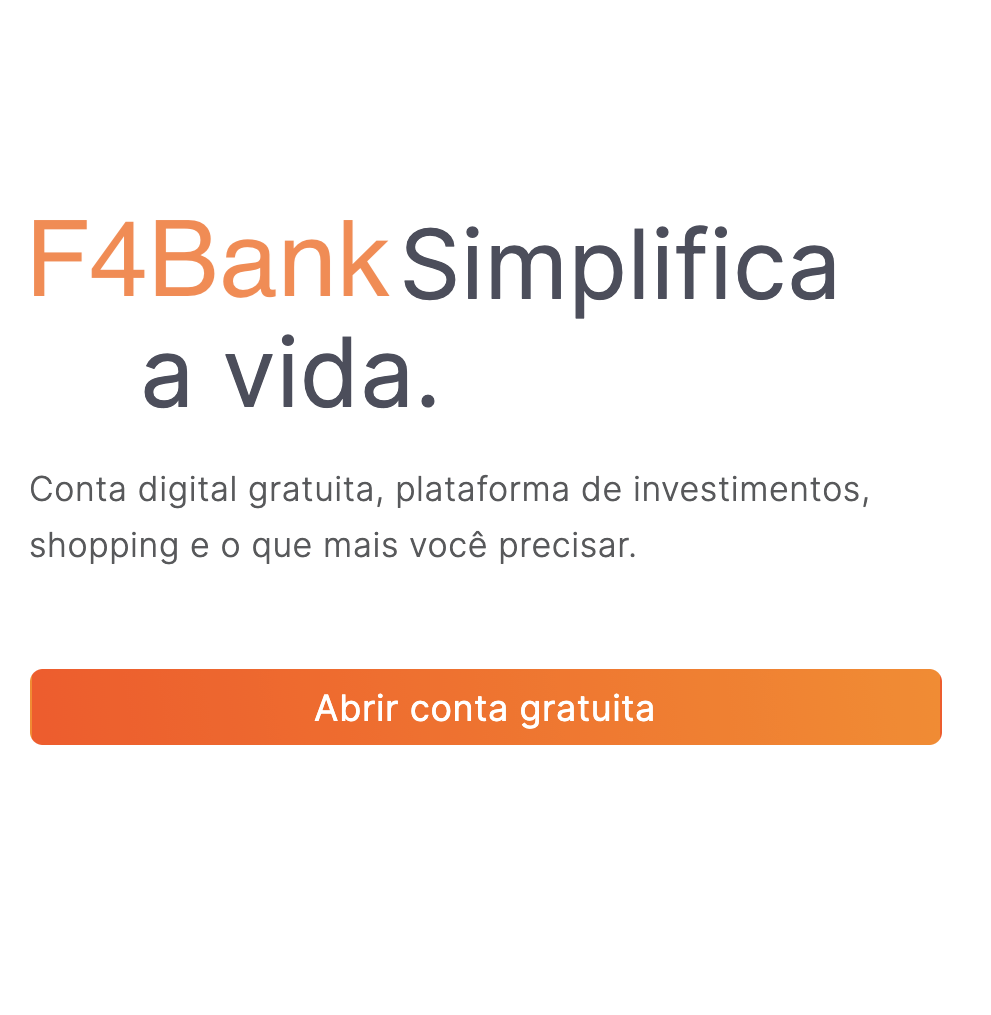 F4Bank Simplifica
a vida.
Conta digital gratuita, plataforma de investimentos,
shopping e o que mais você precisar.
Abrir conta gratuita